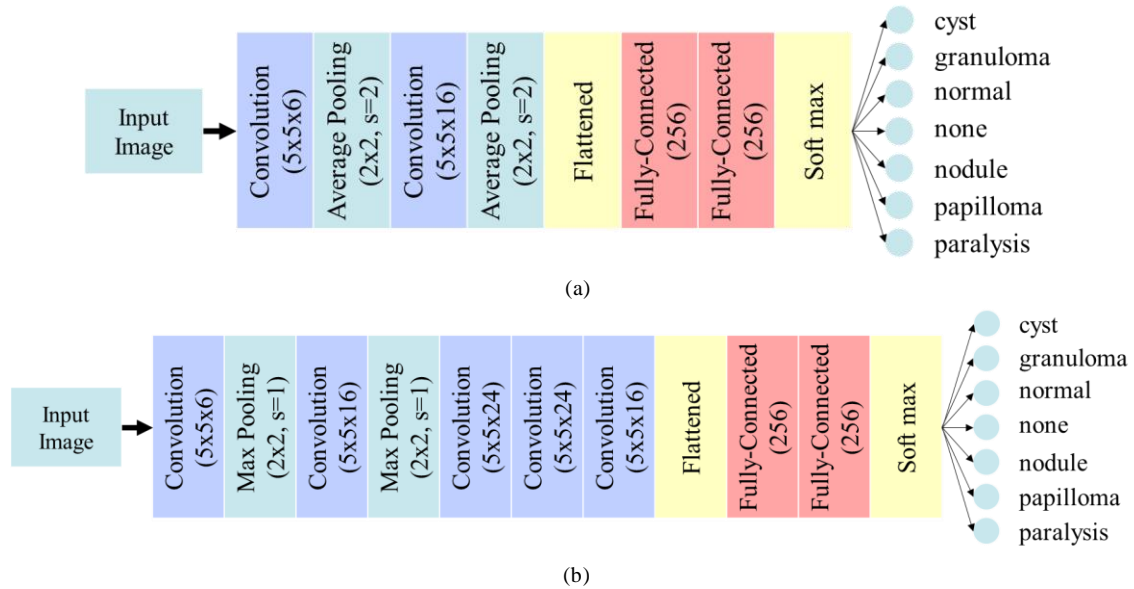 Input
Image
Convolution
(5x5x6)
Average Pooling
(2x2, s=2)
Convolution
(5x5x16)
Average Pooling
(2x2, s=2)
Flattened
Fully-Connected
(256)
Fully-Connected
(256)
Soft max
cyst
granuloma
normal
none
nodule
papilloma
paralysis
(a)
Input
Image
Convolution
(5x5x6)
Max Pooling
(2x2, s=1)
Convolution
(5x5x16)
Max Pooling
(2x2, s=1)
Convolution
(5x5x24)
Convolution
(5x5x24)
Convolution
(5x5x16)
Flattened
Fully-Connected
(256)
Fully-Connected
(256)
Soft max
cyst
granuloma
normal
none
nodule
papilloma
paralysis
(b)